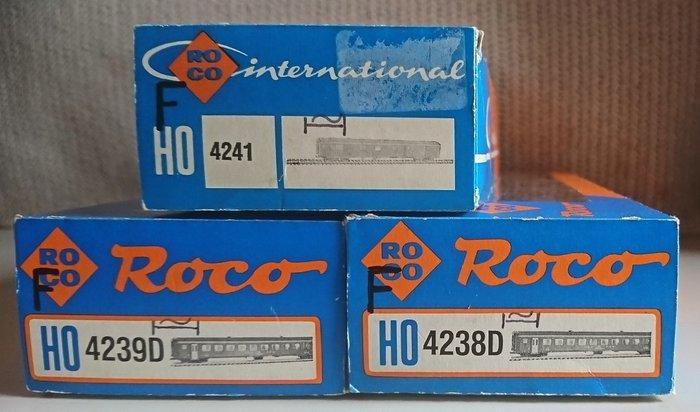 RO
CO
international
F
HO
4241
~
RO
CO
Roco
F
HO 4239D
~
RO
CO
Roco
F
HO 4238D
~